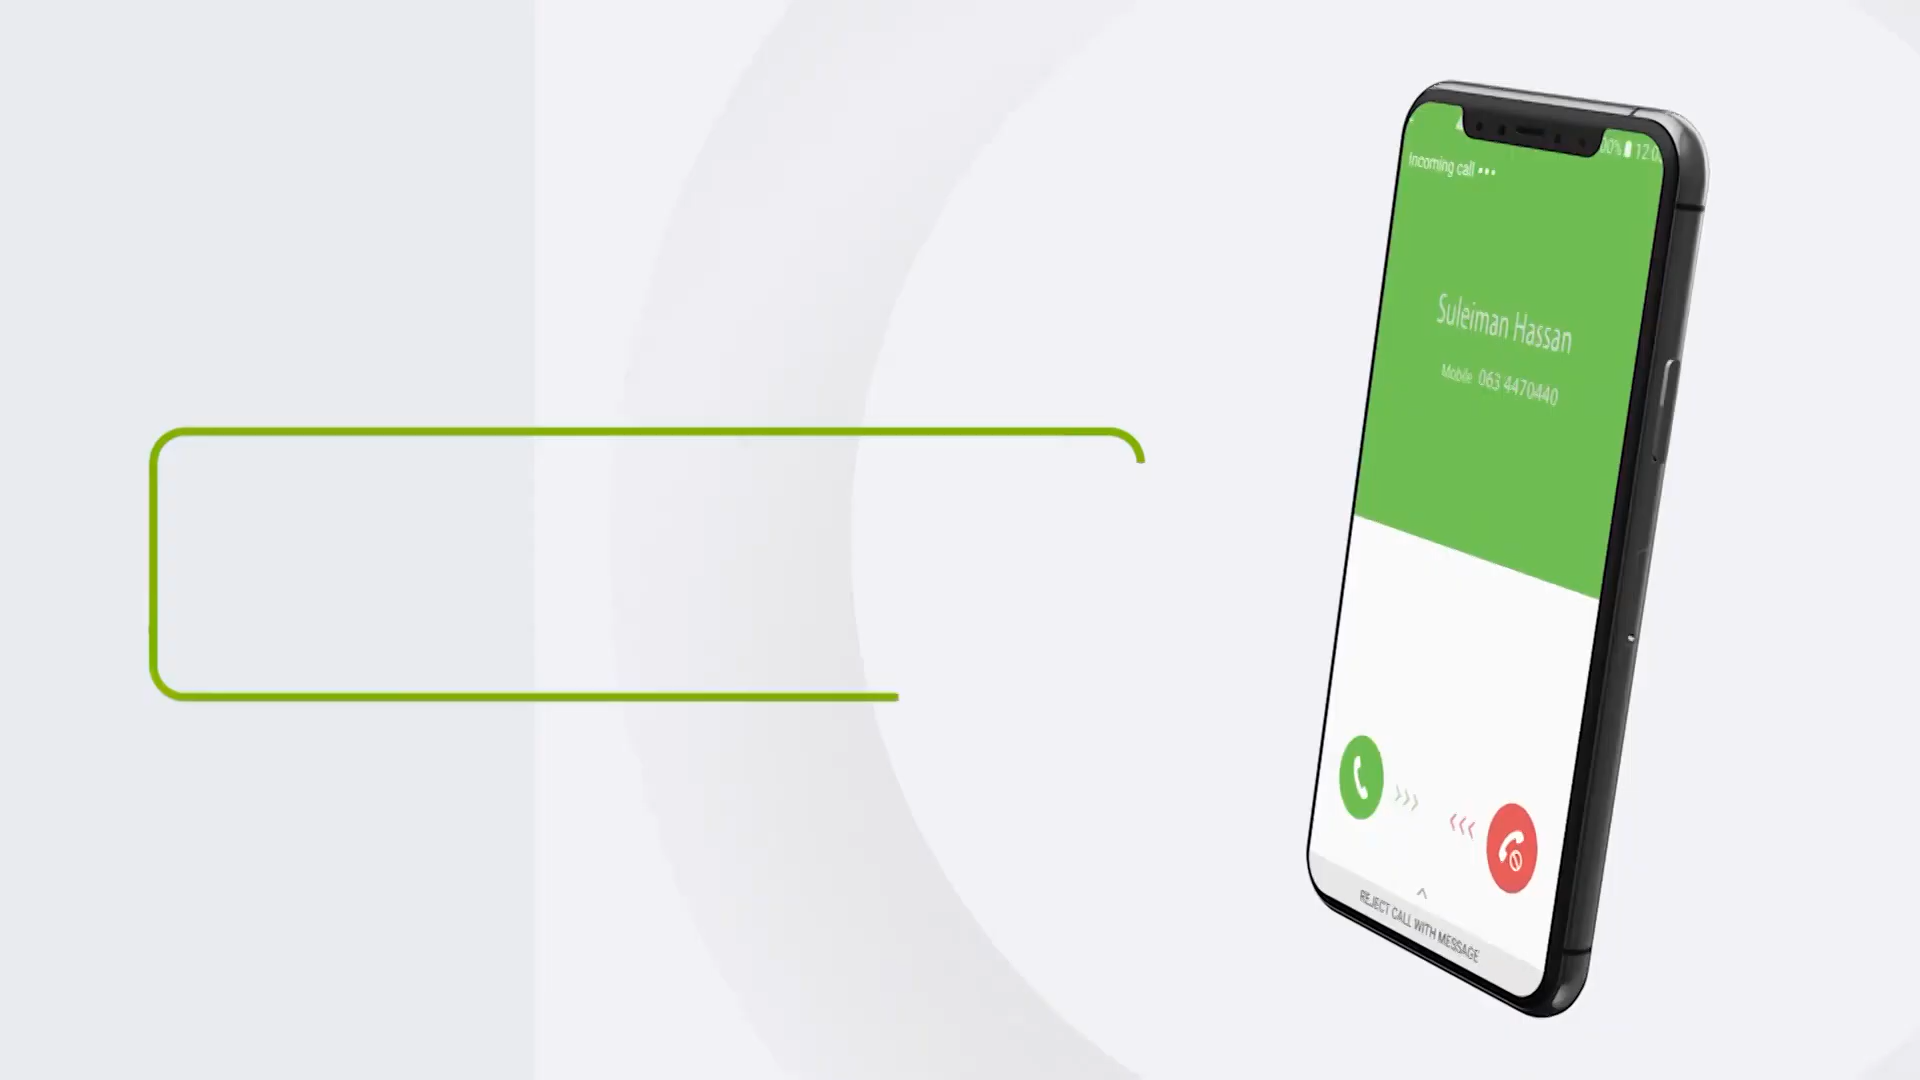 Incoming call •••
Suleiman Hassan
Mobile 063 4470440
REJECT CALL WITH MESSAGE